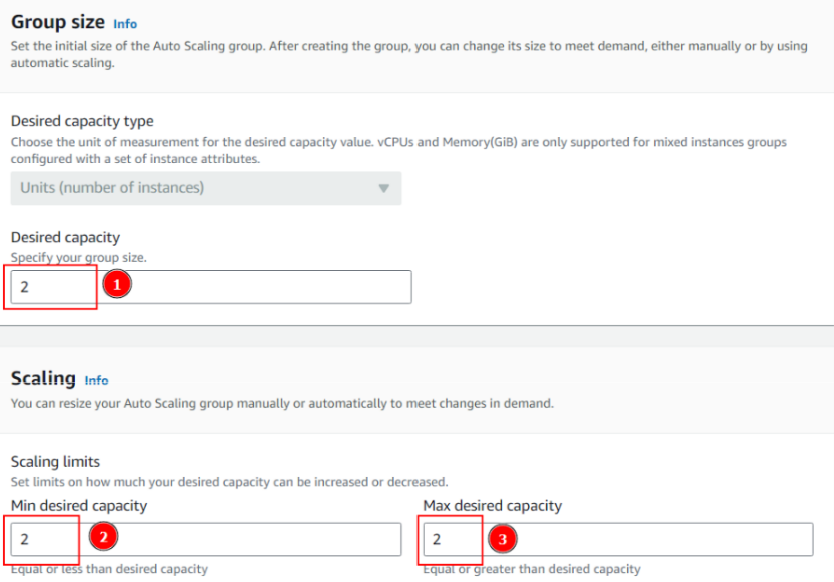 Group size Info
Set the initial size of the Auto Scaling group. After creating the group, you can change its size to meet demand, either manually or by using
automatic scaling.
Desired capacity type
Choose the unit of measurement for the desired capacity value. vCPUs and Memory(GiB) are only supported for mixed instances groups
configured with a set of instance attributes.
Units (number of instances)
Desired capacity
Specify your group size.
2 1
Scaling Info
You can resize your Auto Scaling group manually or automatically to meet changes in demand.
Scaling limits
Set limits on how much your desired capacity can be increased or decreased.
Min desired capacity Max desired capacity
2 2 2 3
Equal or less than desired capacity Equal or greater than desired capacity